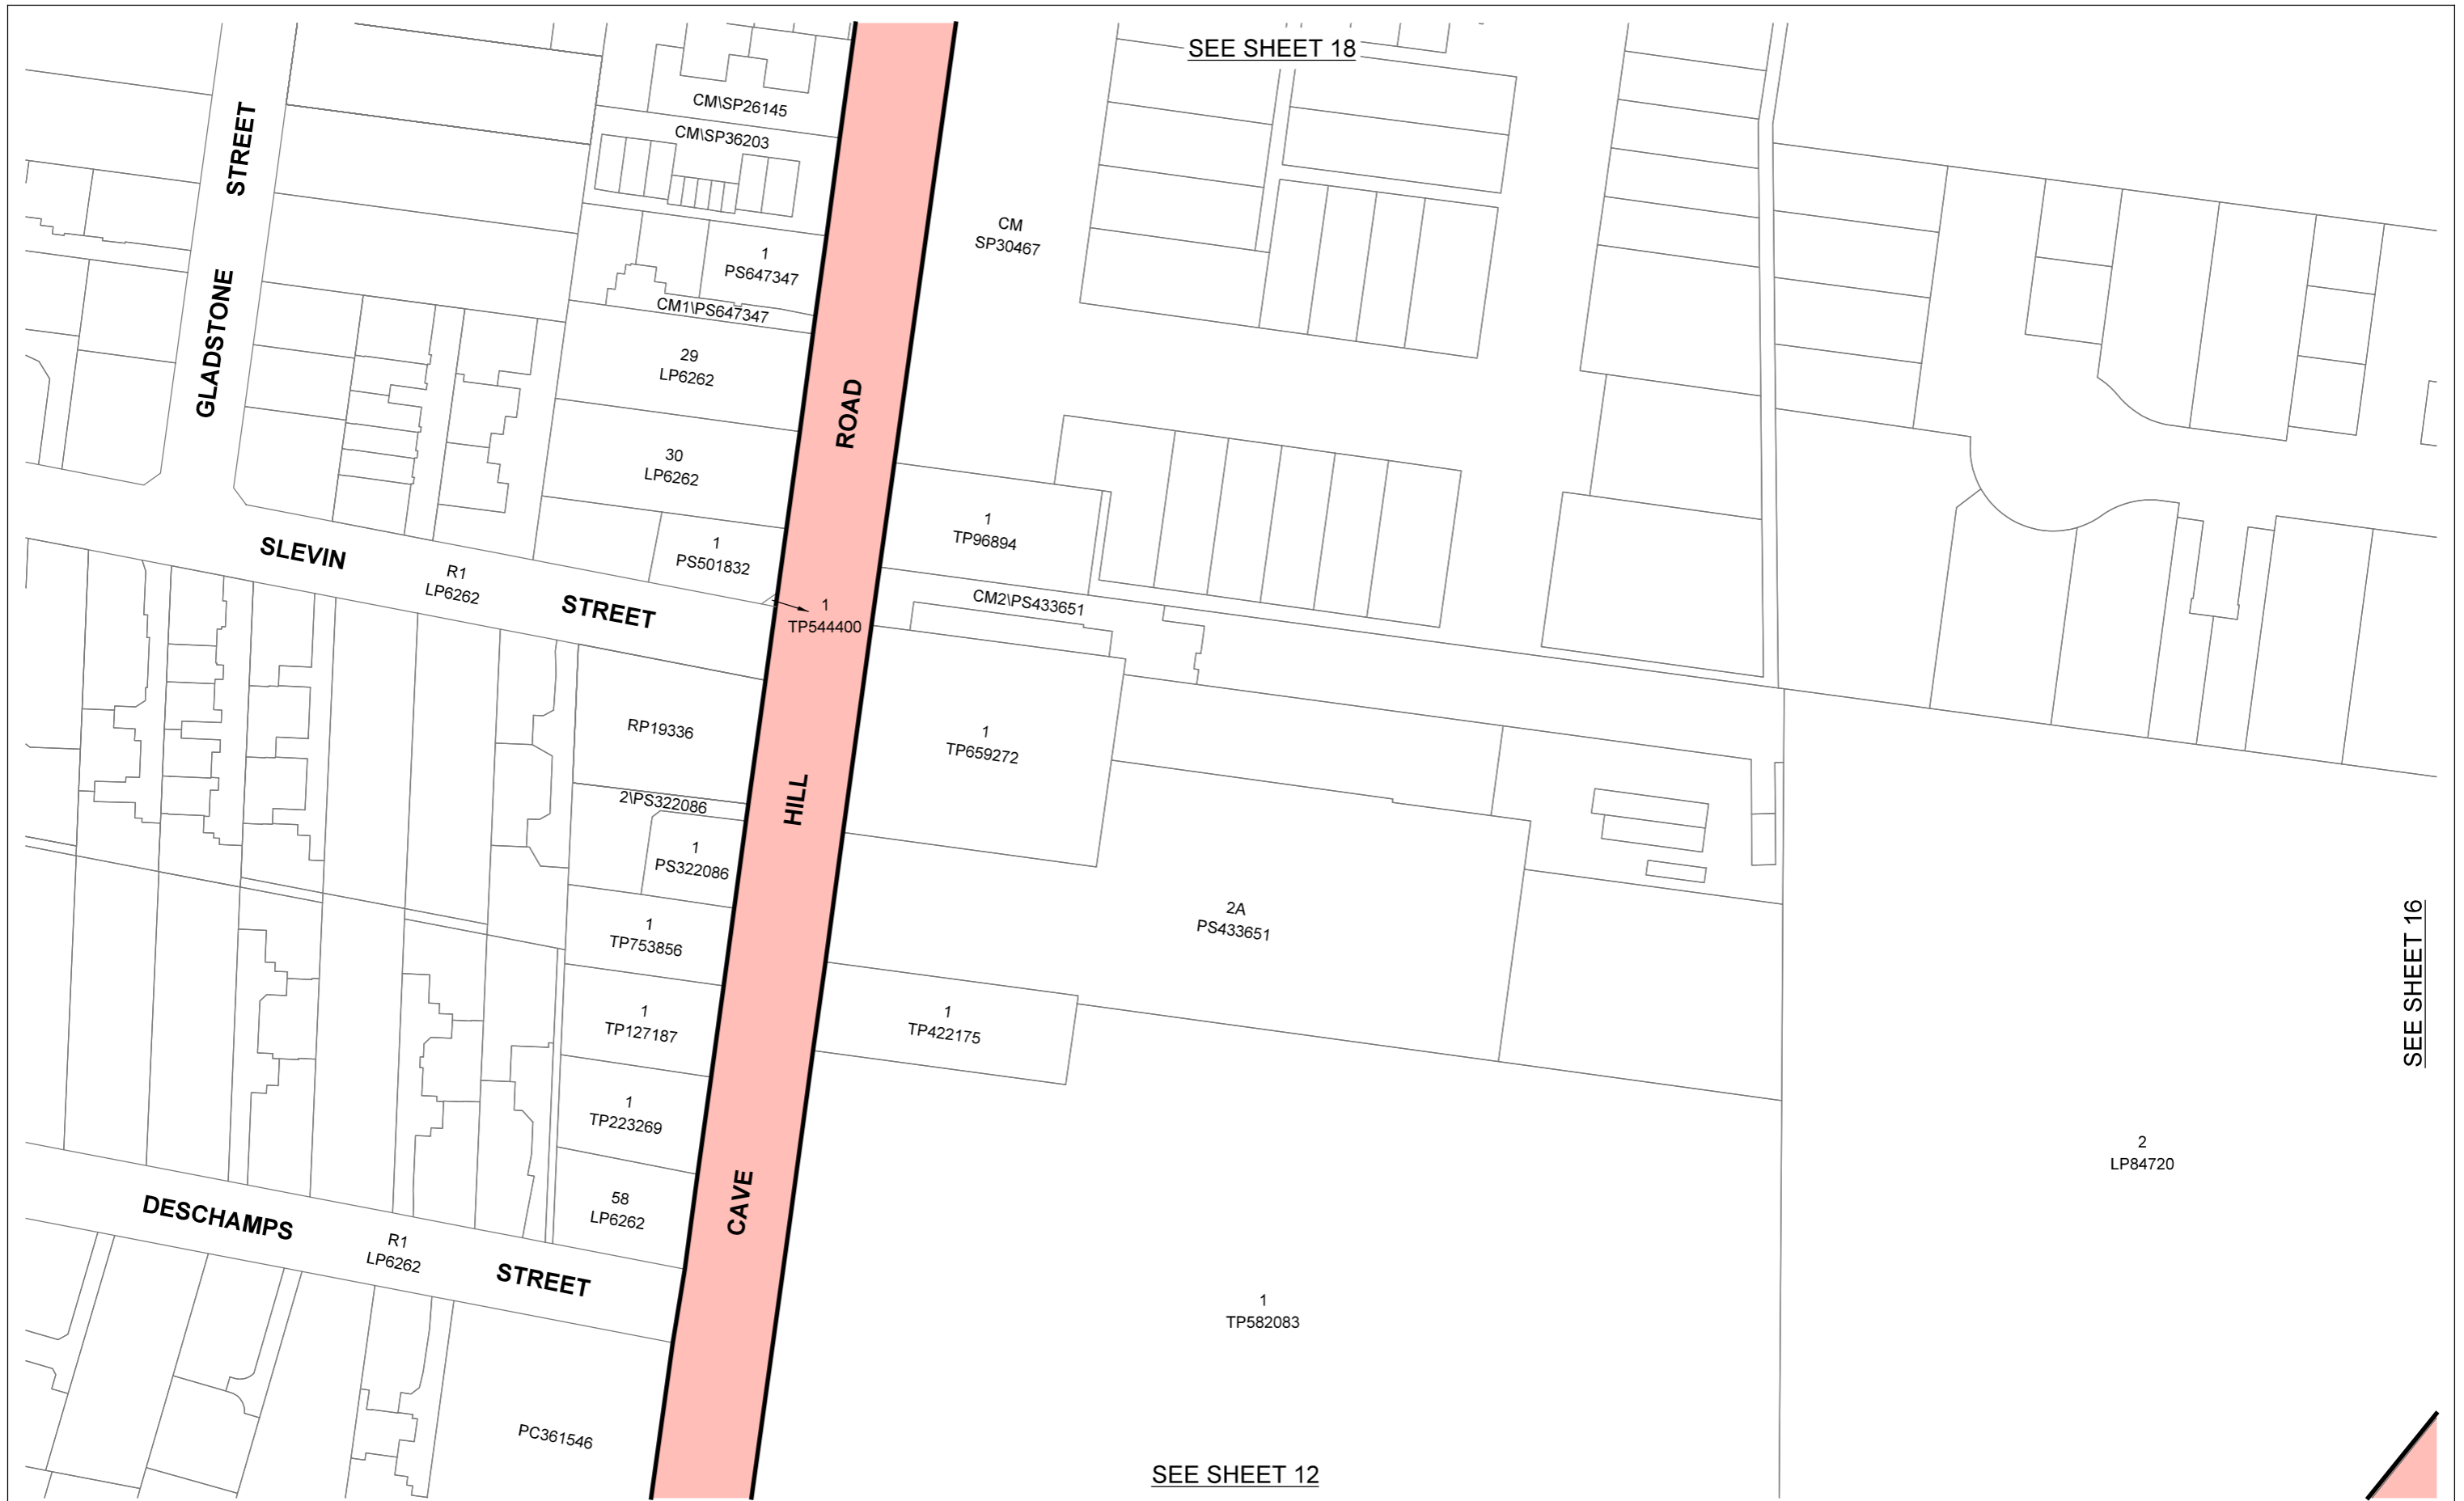 SEE SHEET 18
CM\SP26145
CM\SP36203
STREET
GLADSTONE
1
PS647347
CM1\PS647347
CM
SP30467
29
LP6262
ROAD
30
LP6262
1
PS501832
1
TP96894
SLEVIN
R1
LP6262
STREET
1
TP544400
CM2\PS433651
RP19336
1
TP659272
2\PS322086
HILL
1
PS322086
1
TP753856
2A
PS433651
SEE SHEET 16
1
TP127187
1
TP422175
1
TP223269
2
LP84720
58
LP6262
CAVE
DESCHAMPS
R1
LP6262
STREET
1
TP582083
PC361546
SEE SHEET 12